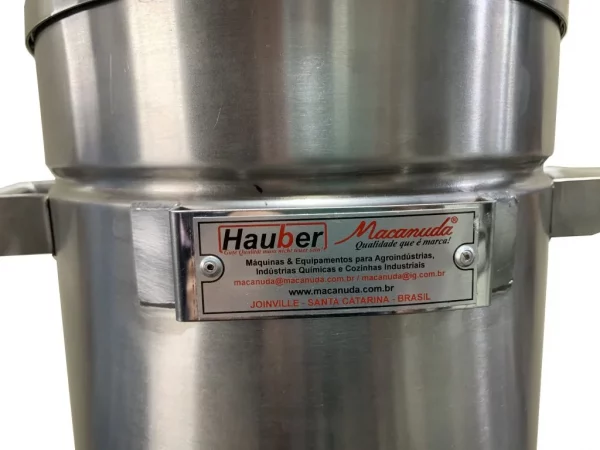 Hauber
Macanuda®
Qualidade que é marca!
Máquinas & Equipamentos para Agroindústrias,
Indústrias Químicas e Cozinhas Industriais
macanuda@macanuda.com.br / macanuda@ig.com.br
www.macanuda.com.br
JOINVILLE - SANTA CATARINA - BRASIL